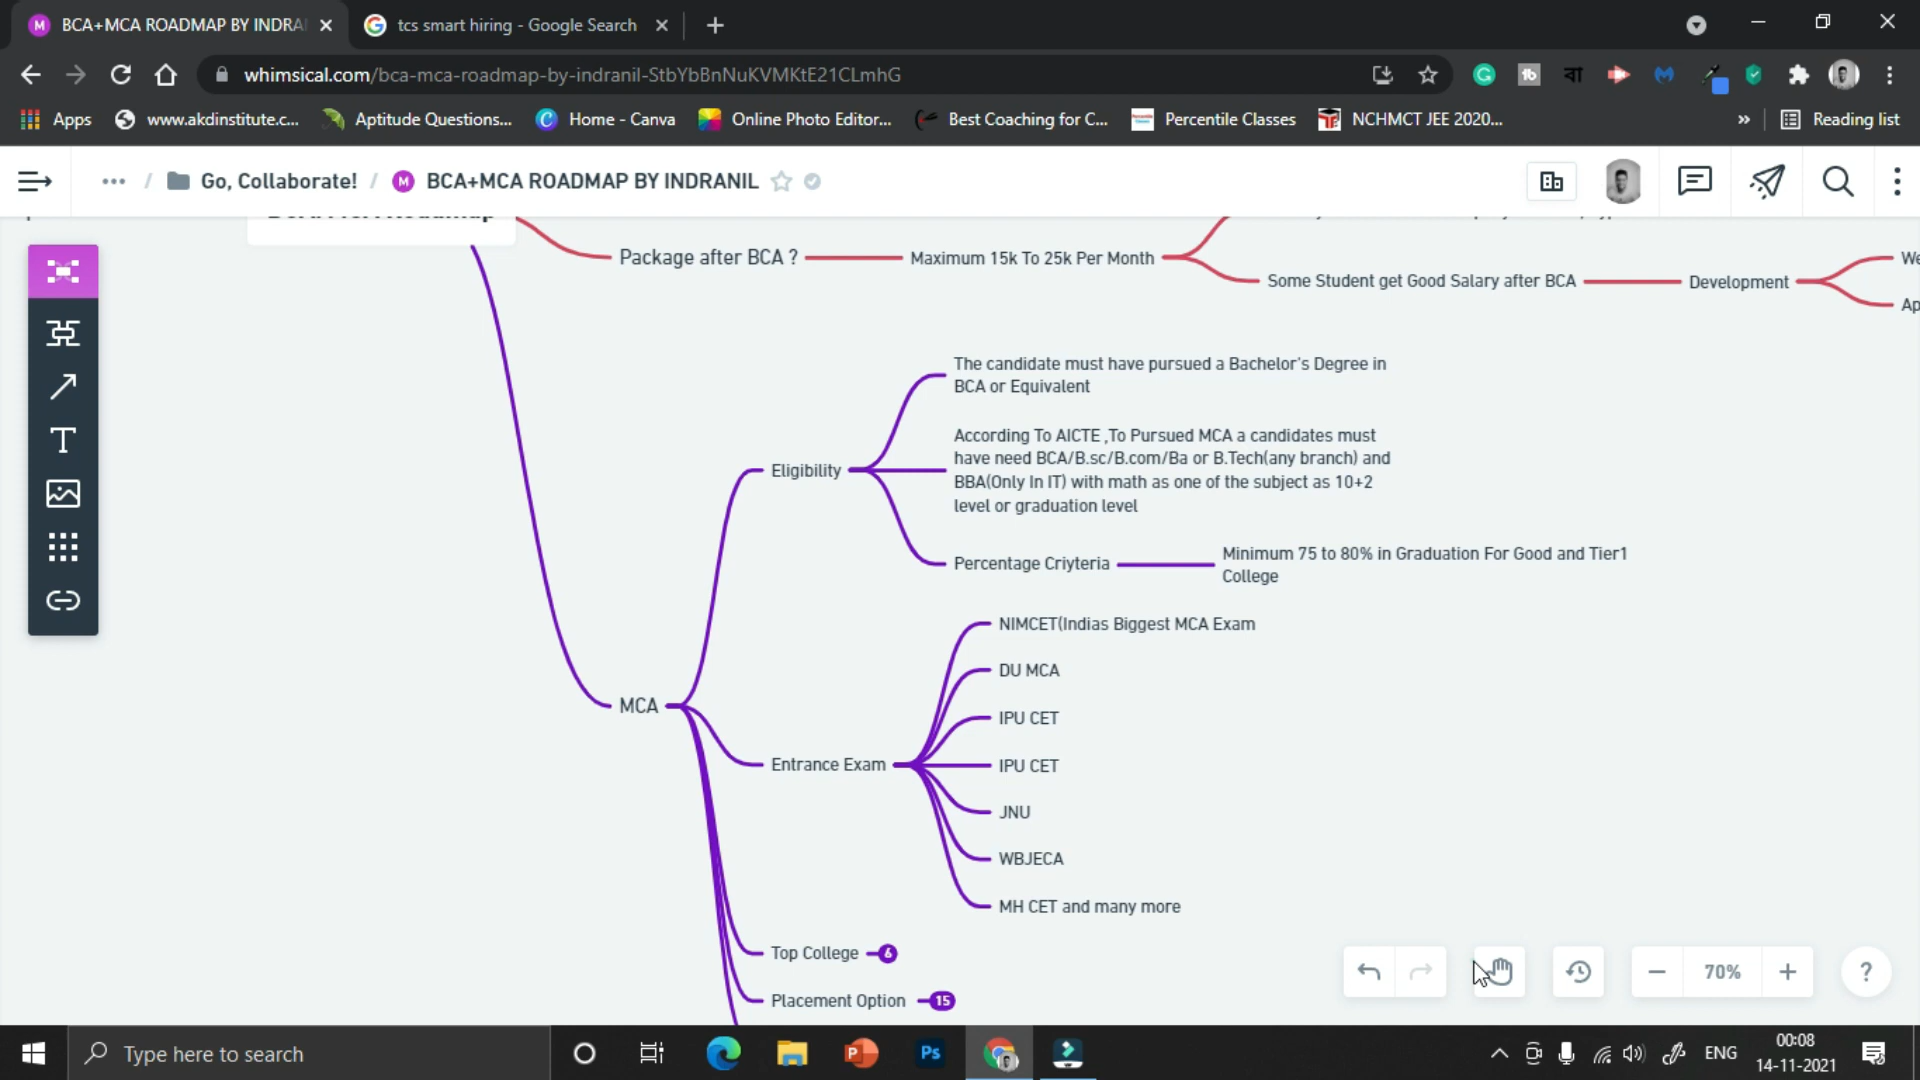 BCA+MCA ROADMAP BY INDRA
tcs smart hiring - Google Search
whimsical.com/bca-mca-roadmap-by-indranil-StbYbBnNuKVMKtE21CLmhG
Apps
www.akdinstitute.c...
Aptitude Questions...
Home - Canva
Online Photo Editor...
Best Coaching for C...
Percentile Classes
NCHMCT JEE 2020...
Reading list
Go, Collaborate!
BCA+MCA ROADMAP BY INDRANIL
Package after BCA ?
Maximum 15k To 25k Per Month
Some Student get Good Salary after BCA
Development
We
Ap
MCA
Eligibility
The candidate must have pursued a Bachelor's Degree in
BCA or Equivalent
According To AICTE ,To Pursued MCA a candidates must
have need BCA/B.sc/B.com/Ba or B.Tech(any branch) and
BBA(Only In IT) with math as one of the subject as 10+2
level or graduation level
Percentage Criyteria
Minimum 75 to 80% in Graduation For Good and Tier1
College
Entrance Exam
NIMCET(Indias Biggest MCA Exam
DU MCA
IPU CET
IPU CET
JNU
WBJECA
MH CET and many more
Top College
6
Placement Option
15
70%
?
Type here to search
ENG
00:08
14-11-2021